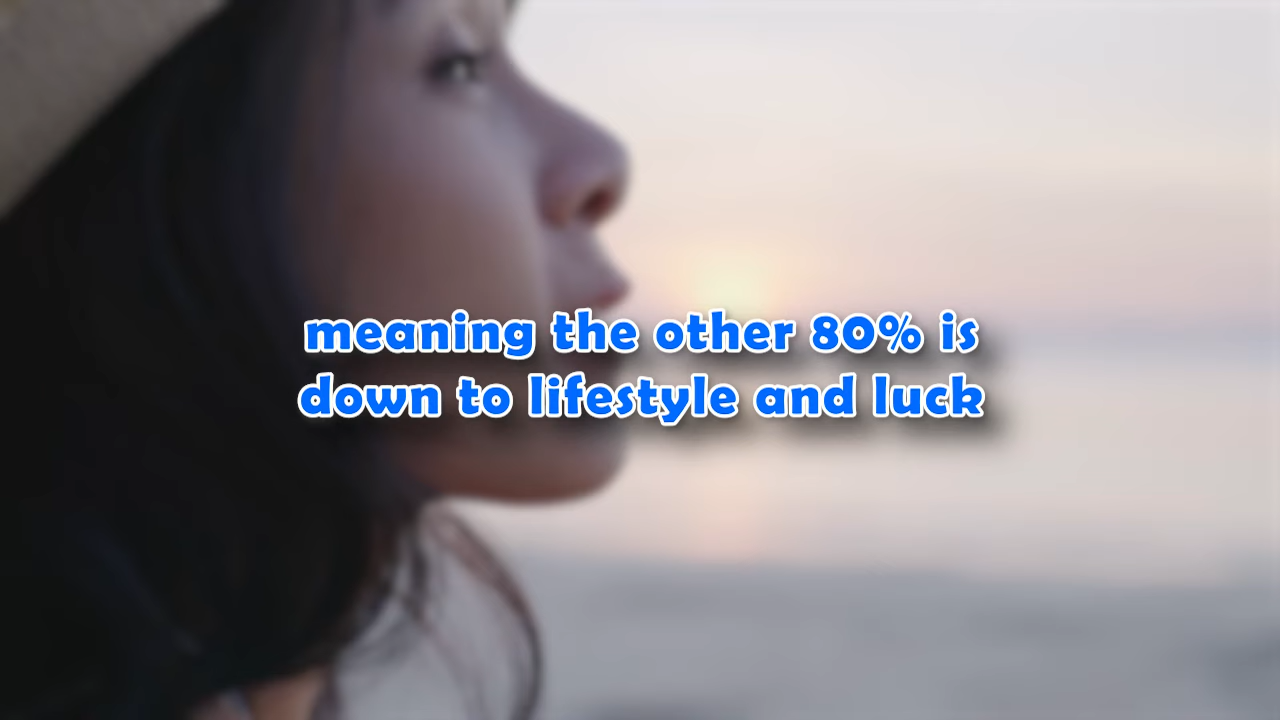 meaning the other 80% is
down to lifestyle and luck